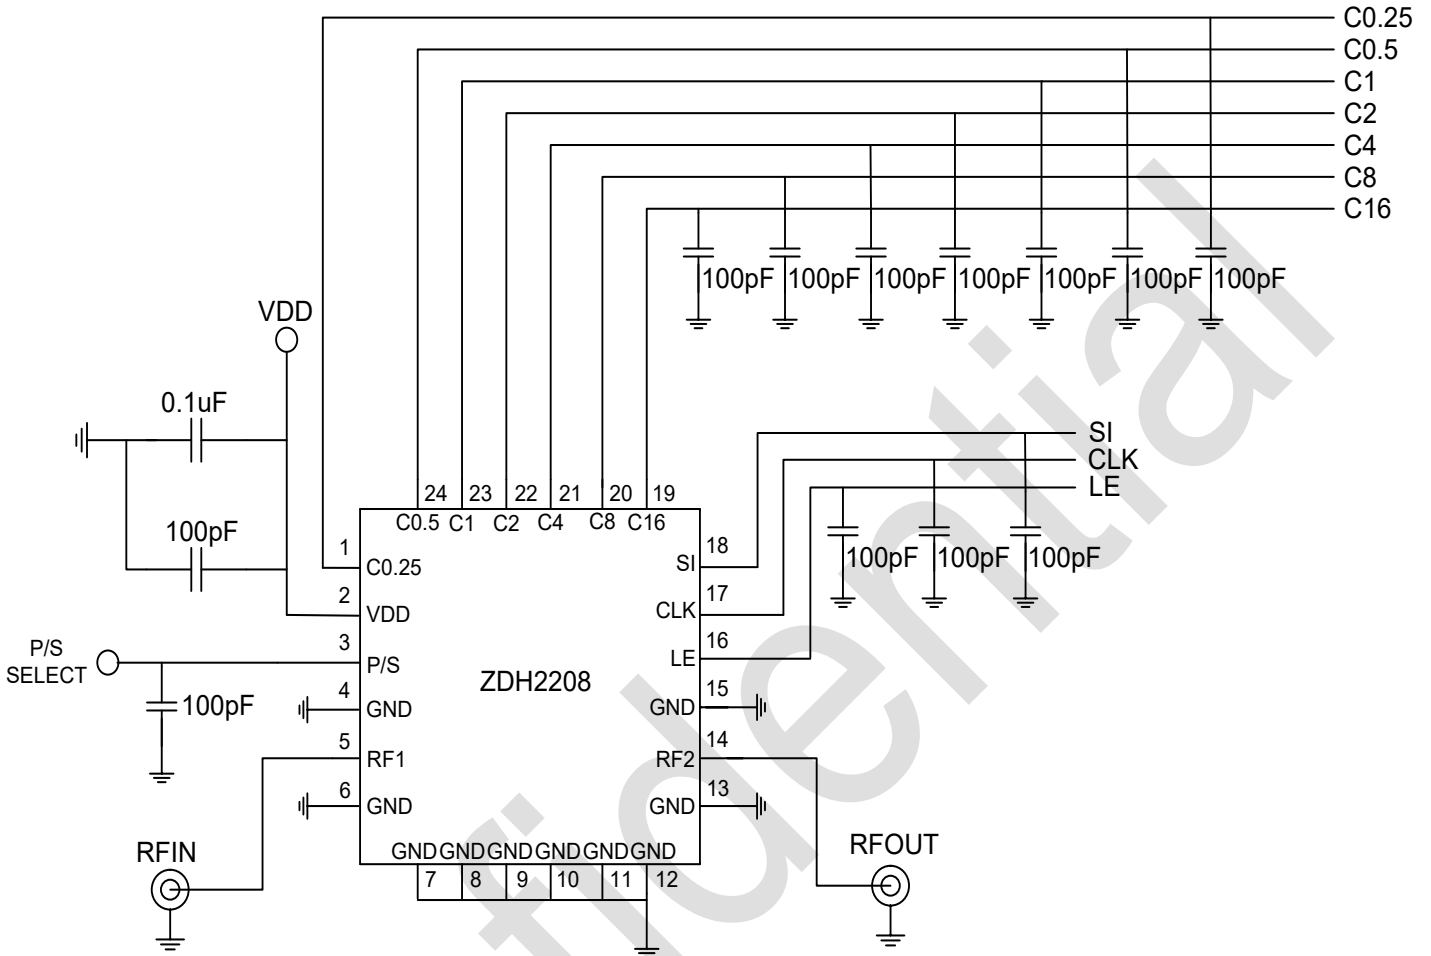 C0.25
C0.5
C1
C2
C4
C8
C16
100pF 100pF 100pF 100pF 100pF 100pF 100pF
VDD
0.1uF
SI
CLK
LE
24 23 22 21 20 19
C0.5 C1 C2 C4 C8 C16
100pF
100pF 100pF 100pF
1
C0.25
2
VDD
3
P/S
4
GND
5
RF1
6
GND
18
SI
17
CLK
16
LE
15
GND
14
RF2
13
GND
P/S
SELECT
100pF
ZDH2208
GND GND GND GND GND GND
7 8 9 10 11 12
RFIN
RFOUT
fidential